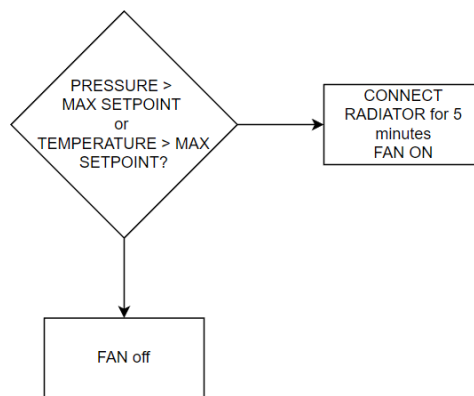 PRESSURE >
MAX SETPOINT
or
TEMPERATURE > MAX
SETPOINT?
CONNECT
RADIATOR for 5
minutes
FAN ON
FAN off